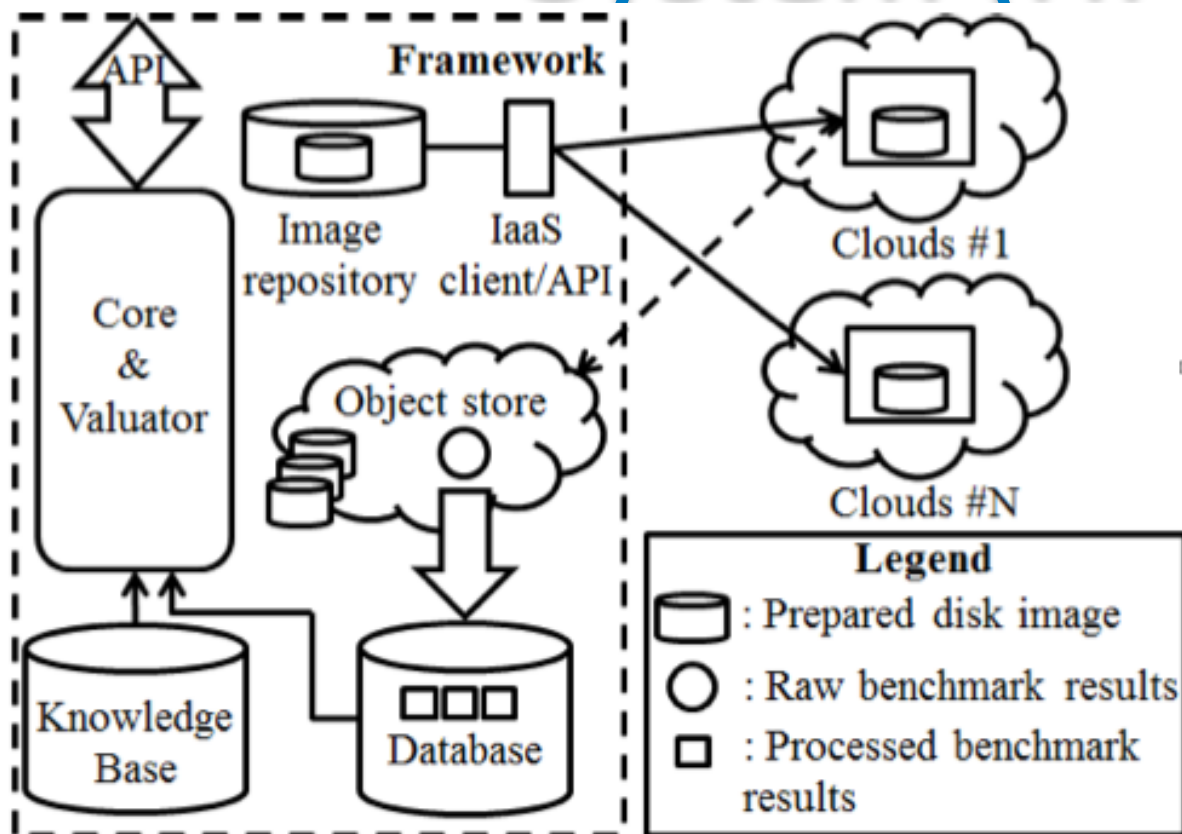 API
Framework
Image
repository
IaaS
client/API
Clouds #1
Core
&
Valuator
Object store
Clouds #N
Knowledge
Base
Database
Legend
: Prepared disk image
: Raw benchmark results
: Processed benchmark
results